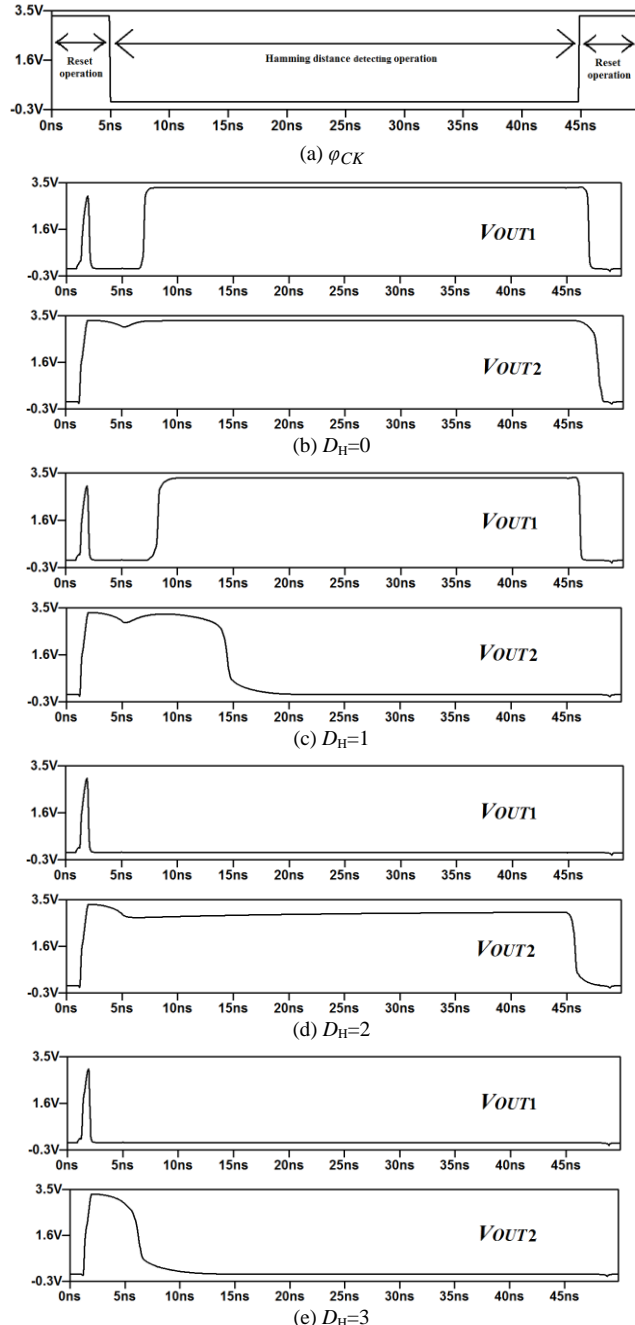 3.5V
1.6V
-0.3V
Reset operation
Hamming distance detecting operation
Reset operation
0ns 5ns 10ns 15ns 20ns 25ns 30ns 35ns 40ns 45ns
(a) φCK
3.5V
1.6V
-0.3V
VOUT1
0ns 5ns 10ns 15ns 20ns 25ns 30ns 35ns 40ns 45ns
3.5V
1.6V
-0.3V
VOUT2
0ns 5ns 10ns 15ns 20ns 25ns 30ns 35ns 40ns 45ns
(b) DH=0
3.5V
1.6V
-0.3V
VOUT1
0ns 5ns 10ns 15ns 20ns 25ns 30ns 35ns 40ns 45ns
3.5V
1.6V
-0.3V
VOUT2
0ns 5ns 10ns 15ns 20ns 25ns 30ns 35ns 40ns 45ns
(c) DH=1
3.5V
1.6V
-0.3V
VOUT1
0ns 5ns 10ns 15ns 20ns 25ns 30ns 35ns 40ns 45ns
3.5V
1.6V
-0.3V
VOUT2
0ns 5ns 10ns 15ns 20ns 25ns 30ns 35ns 40ns 45ns
(d) DH=2
3.5V
1.6V
-0.3V
VOUT1
0ns 5ns 10ns 15ns 20ns 25ns 30ns 35ns 40ns 45ns
3.5V
1.6V
-0.3V
VOUT2
0ns 5ns 10ns 15ns 20ns 25ns 30ns 35ns 40ns 45ns
(e) DH=3